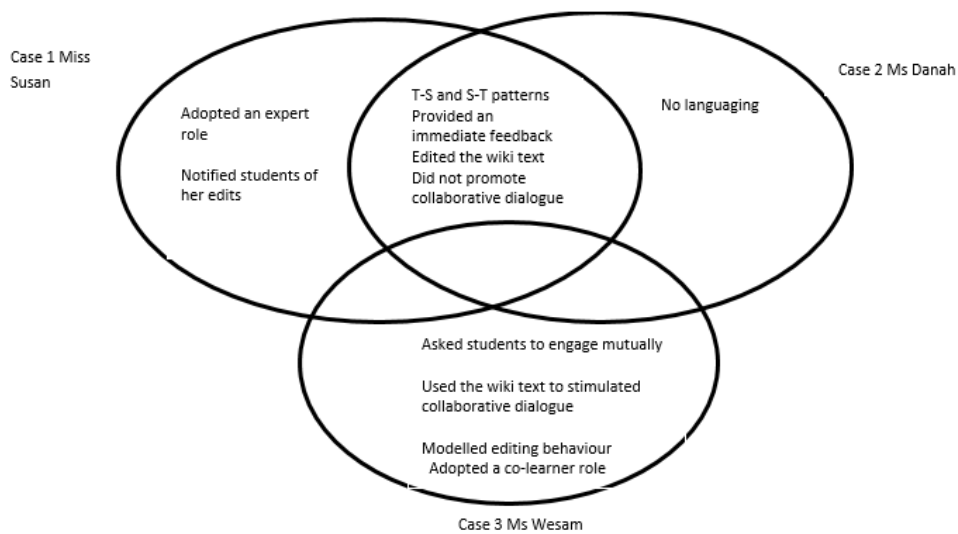 Case 1 Miss
Susan
Case 2 Ms Danah
Adopted an expert
role
Notified students of
her edits
T-S and S-T patterns
Provided an
immediate feedback
Edited the wiki text
Did not promote
collaborative dialogue
No languaging
Asked students to engage mutually
Used the wiki text to stimulated
collaborative dialogue
Modelled editing behaviour
Adopted a co-learner role
Case 3 Ms Wesam